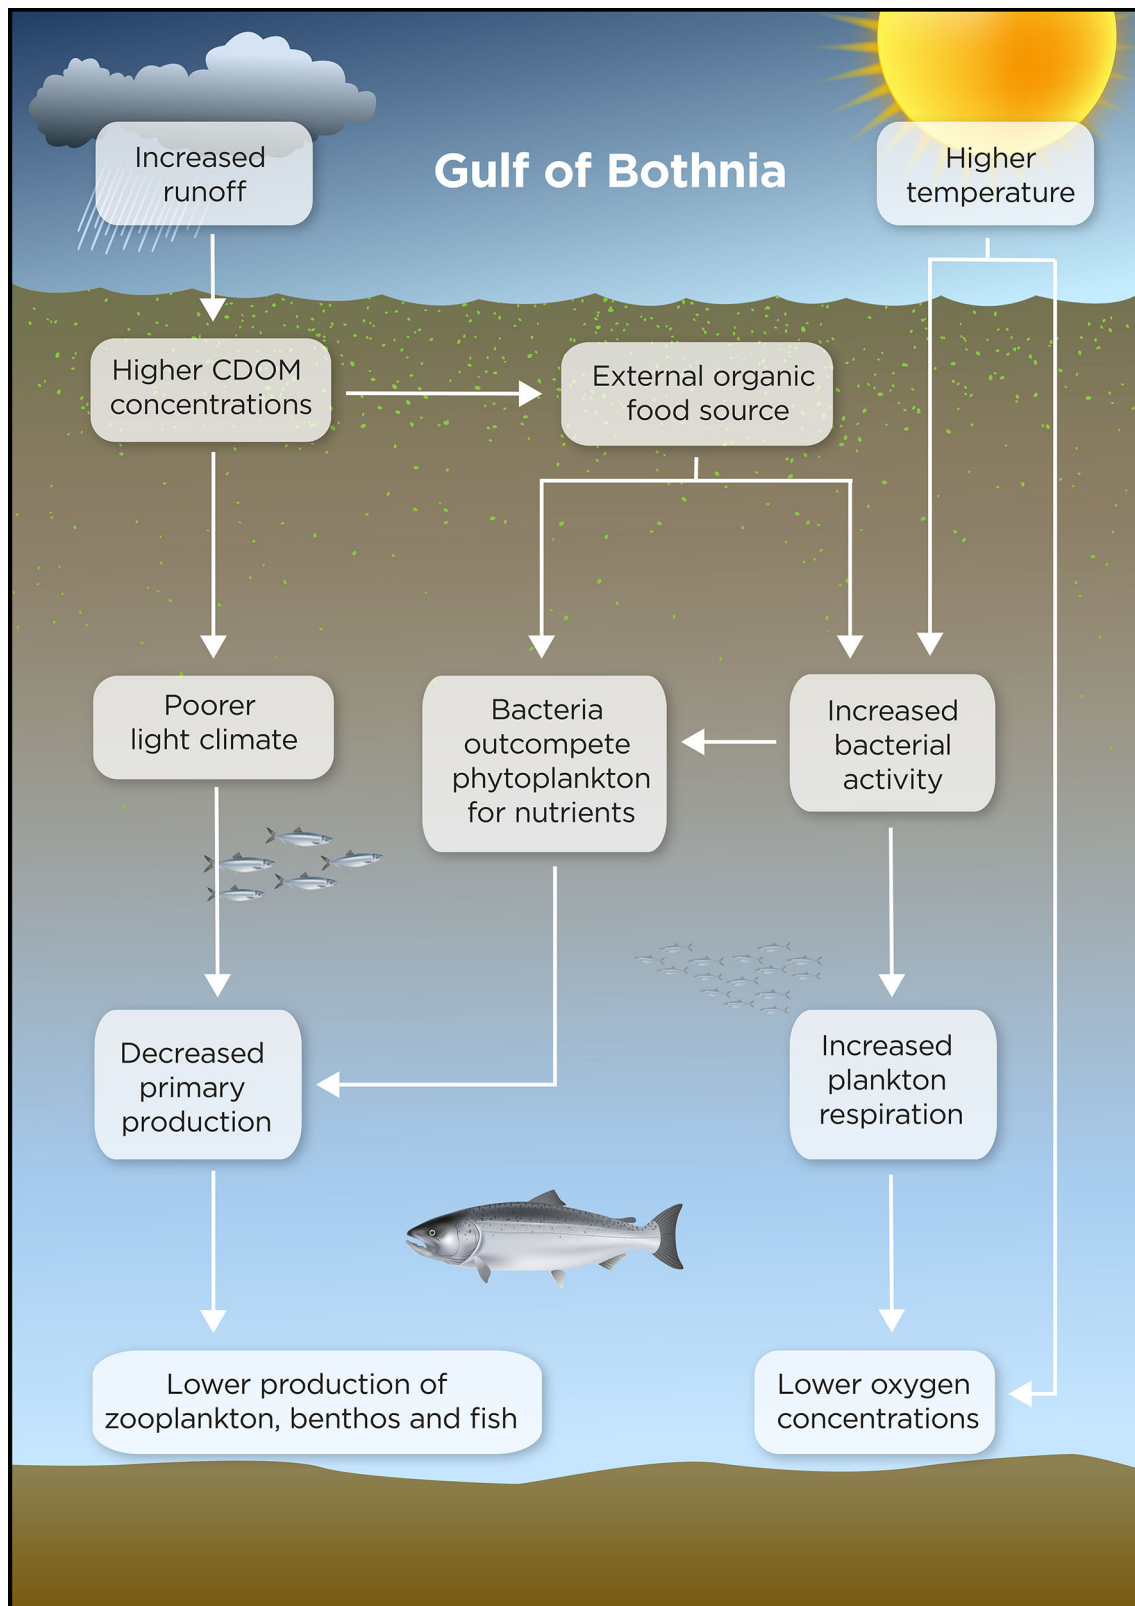 Increased
runoff
Gulf of Bothnia
Higher
temperature
Higher CDOM
concentrations
External organic
food source
Poorer
light climate
Bacteria
outcompete
phytoplankton
for nutrients
Increased
bacterial
activity
Decreased
primary
production
Increased
plankton
respiration
Lower production of
zooplankton, benthos and fish
Lower oxygen
concentrations